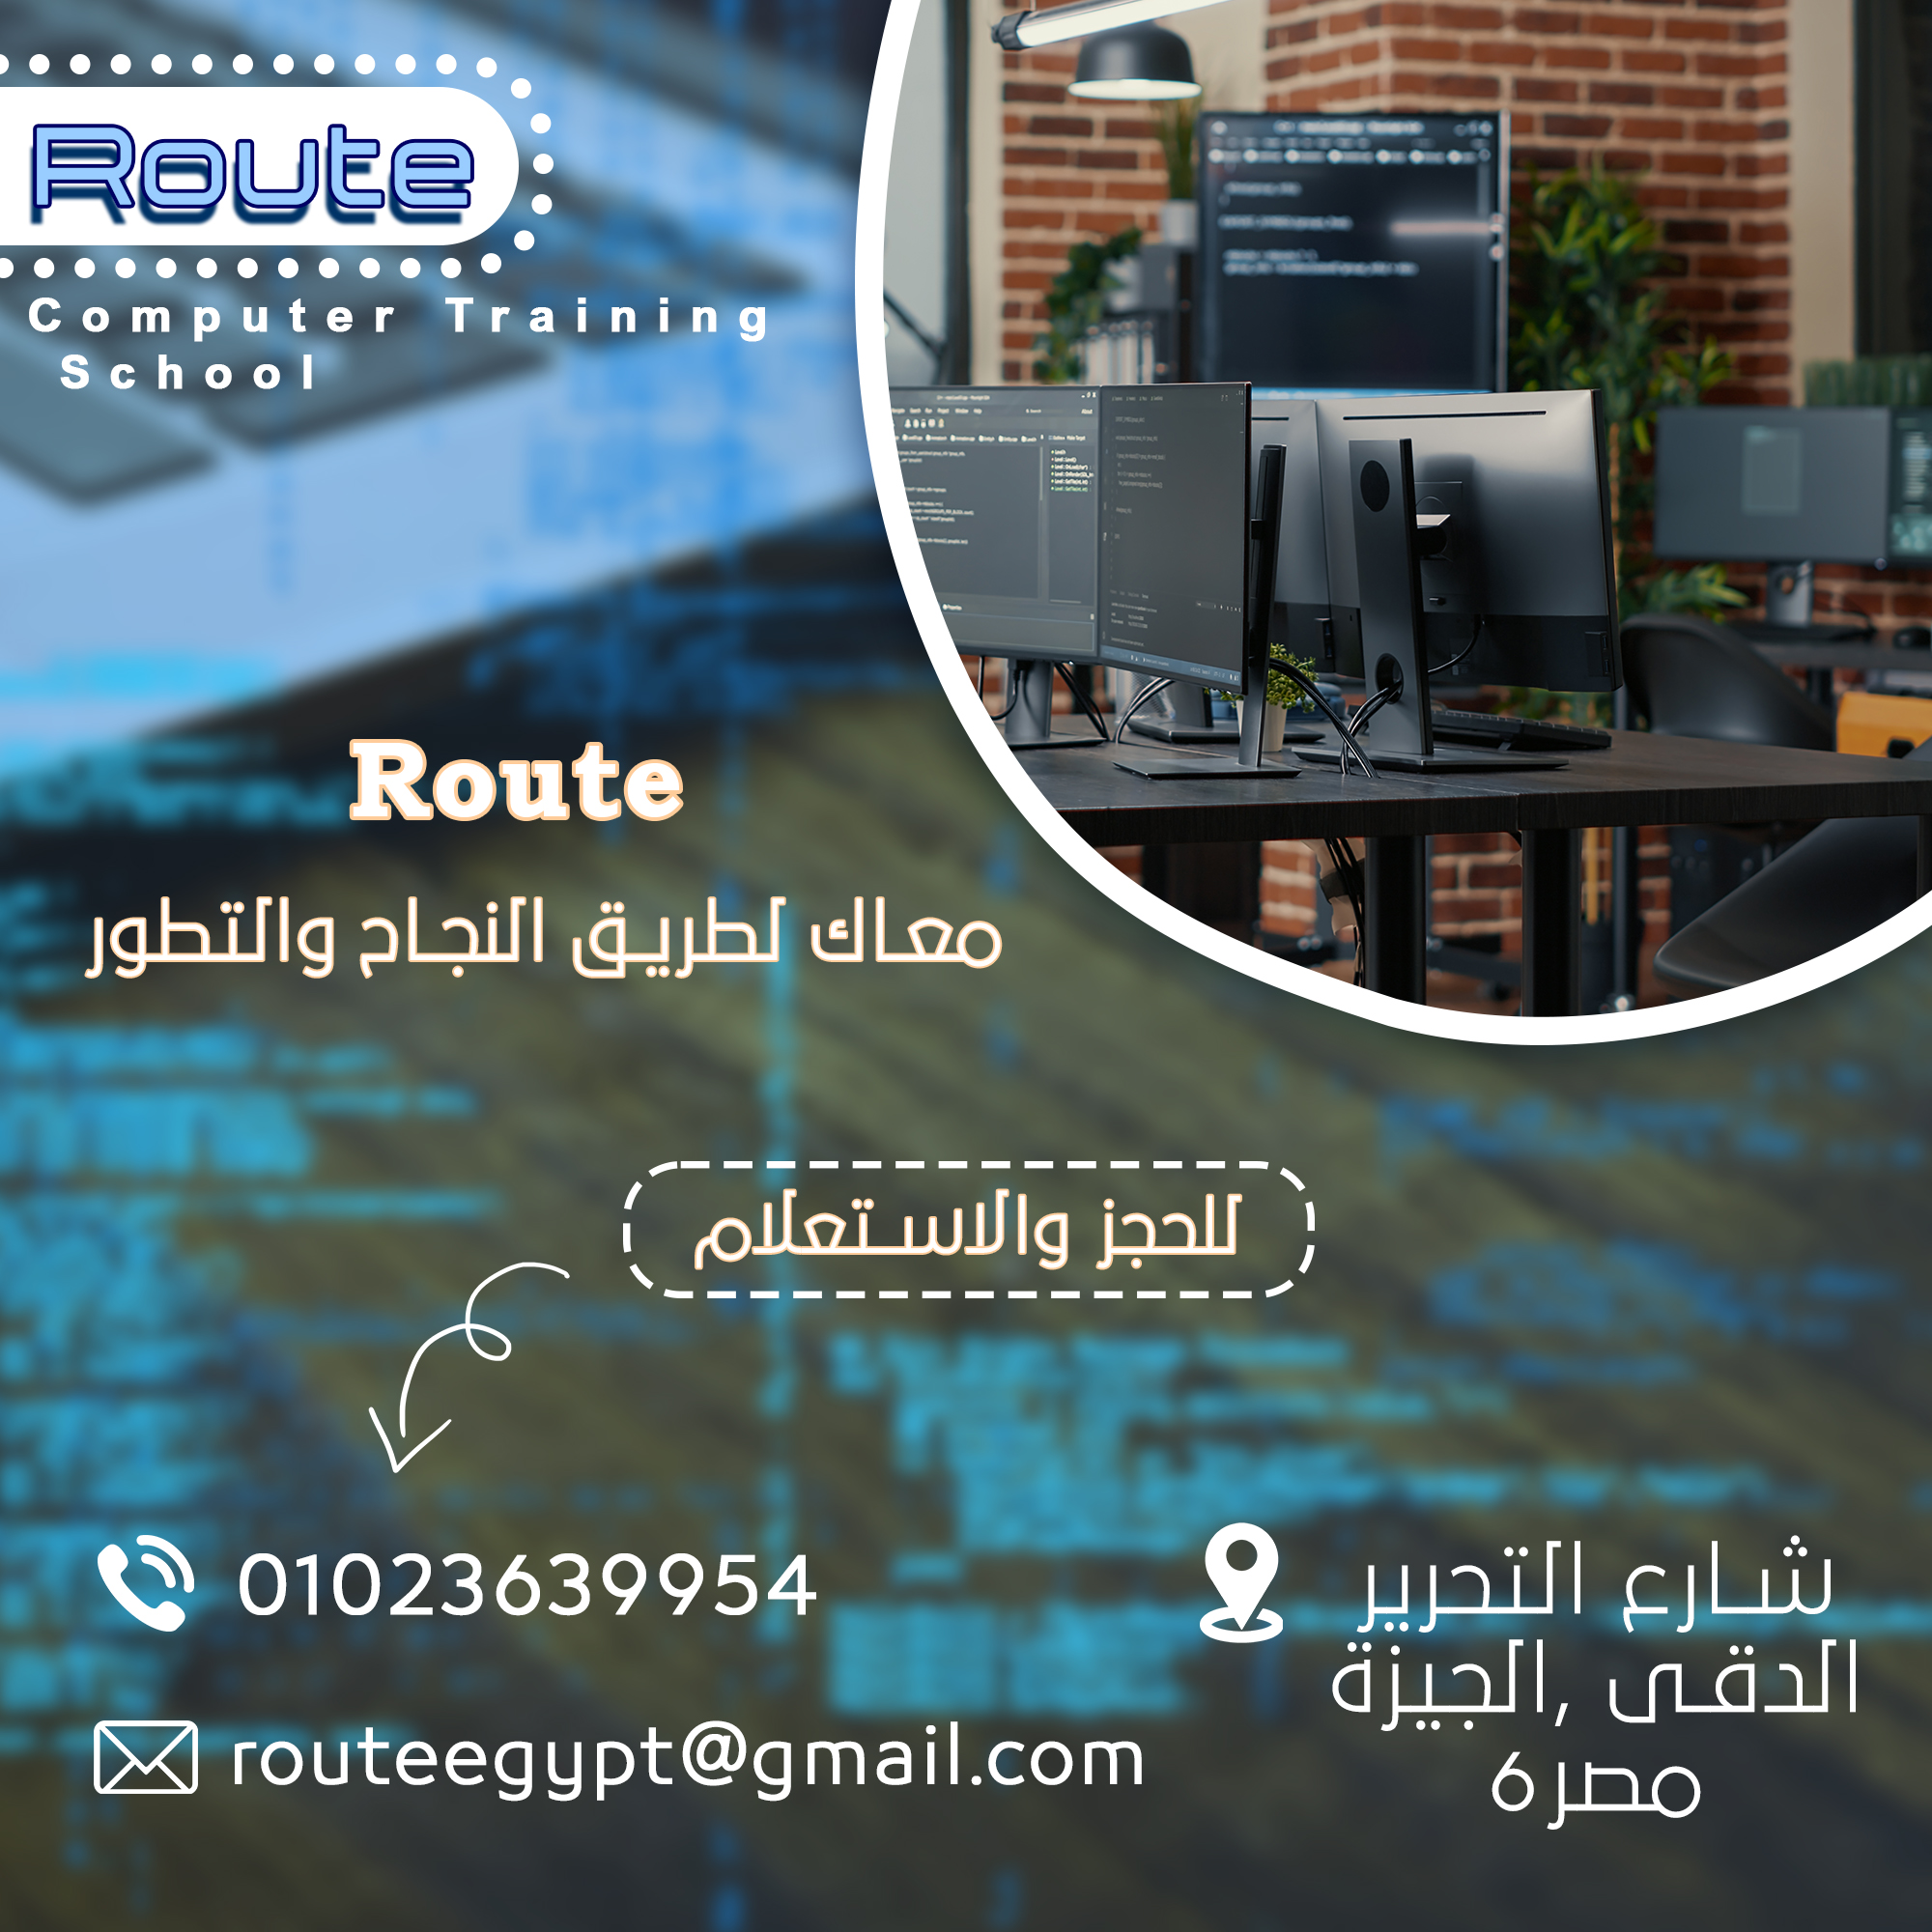 Route
Computer Training
School
Route
معاك لطريق النجاح والتطور
للحجز والاستعلام
01023639954
routeegypt@gmail.com
شارع التحرير
الدقى ,الجيزة
مصر6